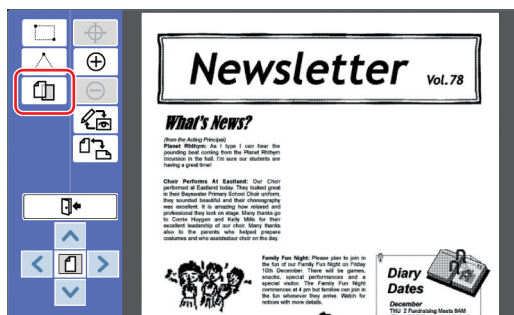 Newsletter Vol.78
What's News?
(from the Acting Principal)
Planet Rhthym: As I type I can hear the
pounding beat coming from the Planet Rhthym
incursion in the hall. I'm sure our students are
having a great time!
Choir Performs At Eastland: Our Choir
performed at Eastland today. They looked great
in their Bayswater Primary School Choir uniform,
they sounded beautiful and their choreography
was excellent. It is amazing how relaxed and
professional they look on stage. Many thanks go
to Corrie Huygen and Kelly Mills for their
excellent leadership of our choir. Many thanks
also to the parents who helped prepare
costumes and who assistedour choir on the day.
Family Fun Night: Please plan to join in
the fun of our Family Fun Night on Friday
10th December. There will be games,
snacks, special performances and a
special visitor. The Family Fun Night
commences at 4 pm but families can join in
the fun whenever they arrive. Watch for
notices with more details.
Diary
Dates
December
THU 2 Fundraising Meets 9AM